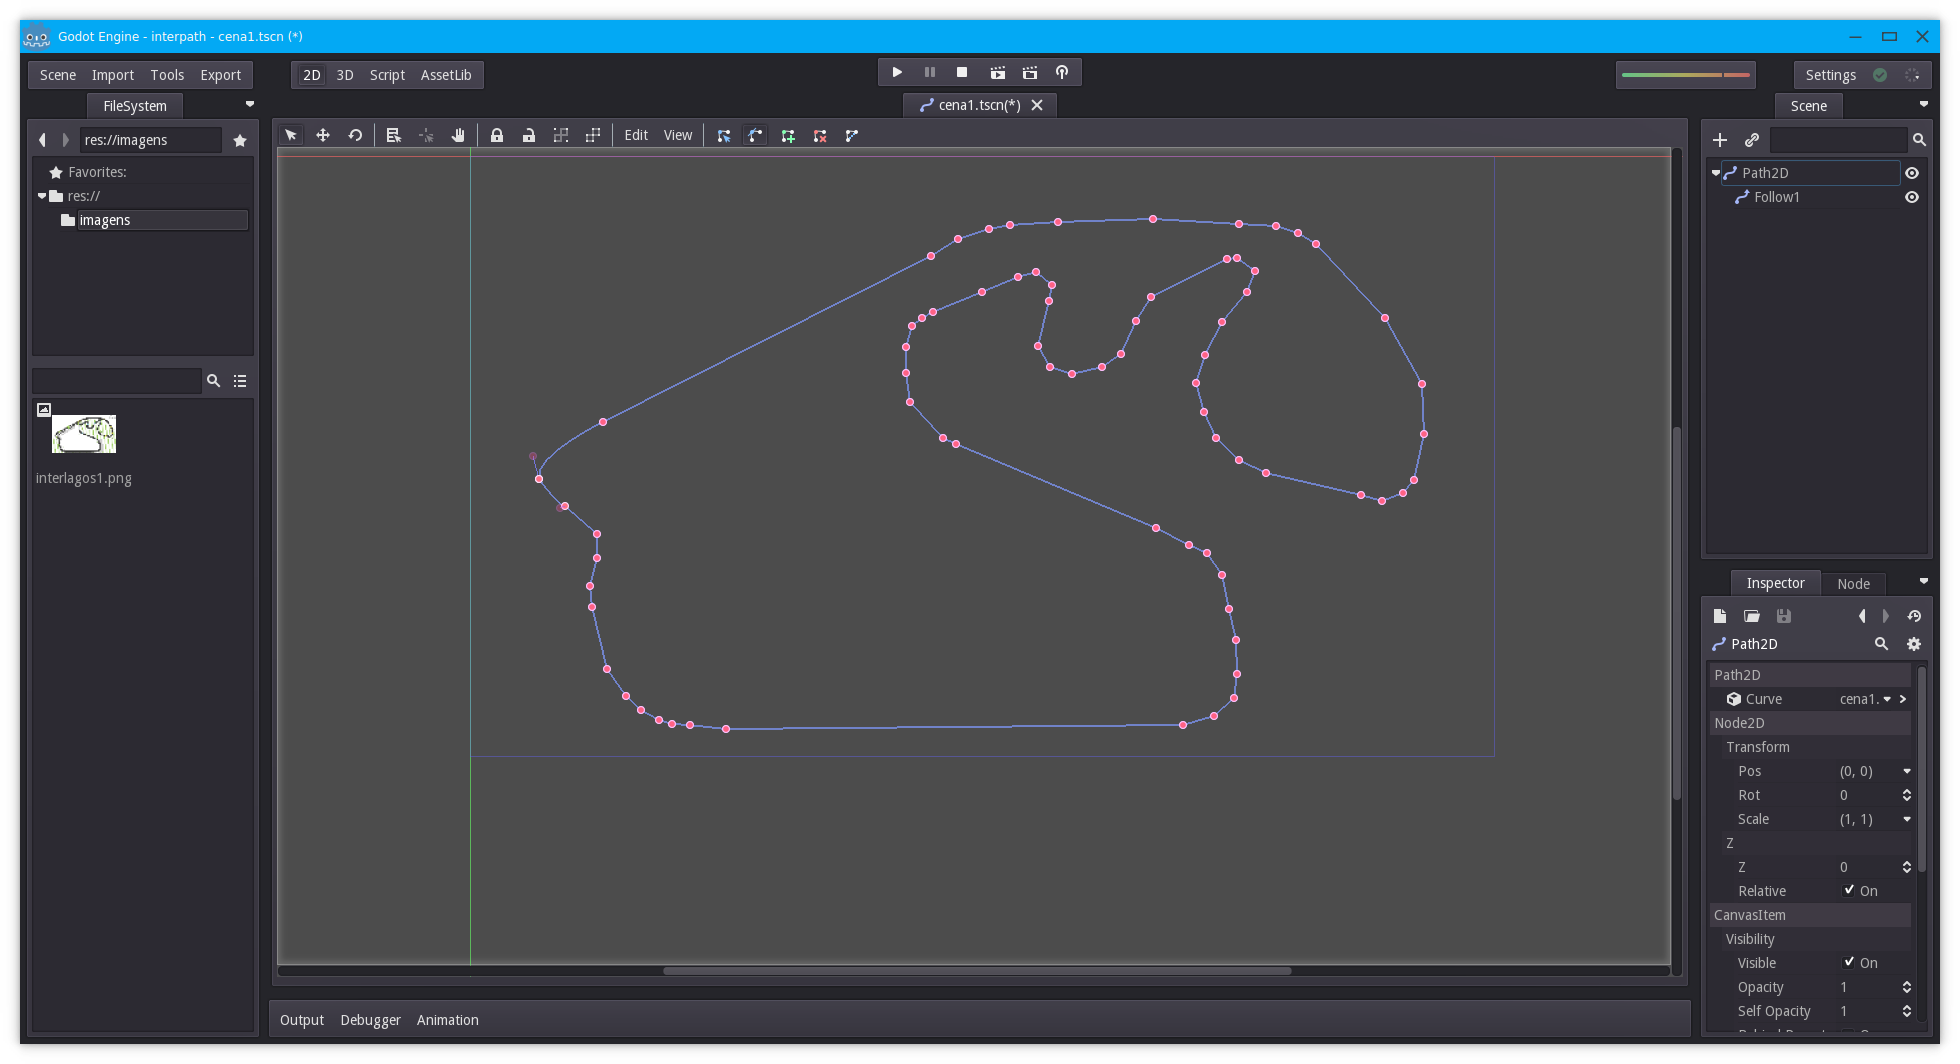 Godot Engine - interpath - cena1.tscn (*)
Scene Import Tools Export
2D 3D Script AssetLib
Settings
FileSystem
cena1.tscn(*)
Scene
res://imagens
Edit View
Favorites:
res://
imagens
Path2D
Follow1
interlagos1.png
Inspector Node
Path2D
Path2D
Curve cena1.
Node2D
Transform
Pos (0, 0)
Rot 0
Scale (1, 1)
Z
Z 0
Relative On
CanvasItem
Visibility
Visible On
Opacity 1
Self Opacity 1
Output Debugger Animation